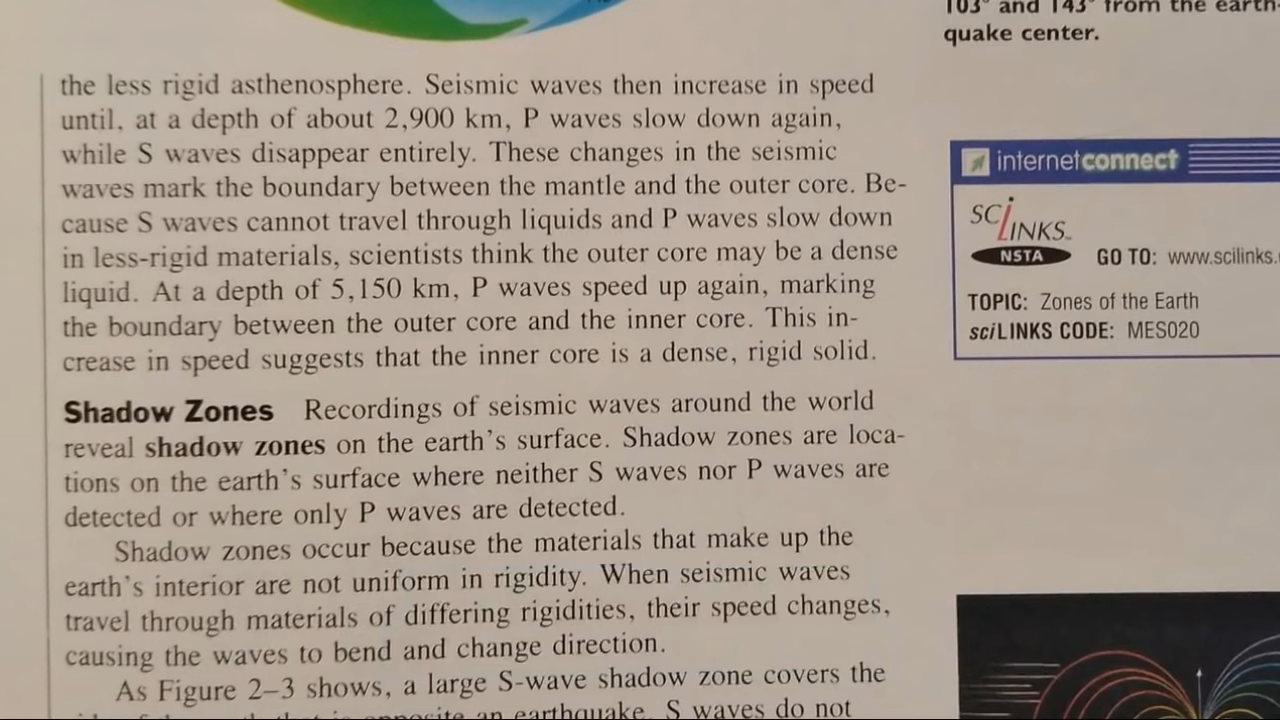 the less rigid asthenosphere. Seismic waves then increase in speed
until, at a depth of about 2,900 km, P waves slow down again,
while S waves disappear entirely. These changes in the seismic
waves mark the boundary between the mantle and the outer core. Be-
cause S waves cannot travel through liquids and P waves slow down
in less-rigid materials, scientists think the outer core may be a dense
liquid. At a depth of 5,150 km, P waves speed up again, marking
the boundary between the outer core and the inner core. This in-
crease in speed suggests that the inner core is a dense, rigid solid.
Shadow Zones Recordings of seismic waves around the world
reveal shadow zones on the earth's surface. Shadow zones are loca-
tions on the earth's surface where neither S waves nor P waves are
detected or where only P waves are detected.
Shadow zones occur because the materials that make up the
earth's interior are not uniform in rigidity. When seismic waves
travel through materials of differing rigidities, their speed changes,
causing the waves to bend and change direction.
As Figure 2–3 shows, a large S-wave shadow zone covers the
opposite an earthquake. S waves do not
103° and 143° from the earth-
quake center.
internetconnect
SCiLINKS
NSTA
GO TO: www.scilinks.
TOPIC: Zones of the Earth
sciLINKS CODE: MES020